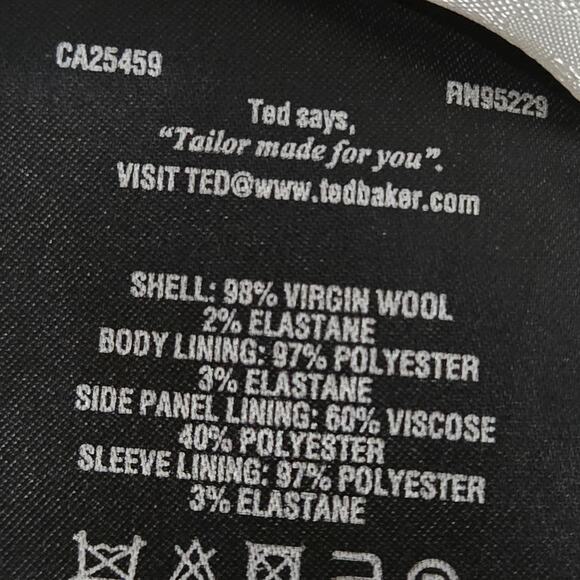 CA25459
RN95229
Ted says,
“Tailor made for you”.
VISIT TED@www.tedbaker.com
SHELL: 98% VIRGIN WOOL
2% ELASTANE
BODY LINING: 97% POLYESTER
3% ELASTANE
SIDE PANEL LINING: 60% VISCOSE
40% POLYESTER
SLEEVE LINING: 97% POLYESTER
3% ELASTANE